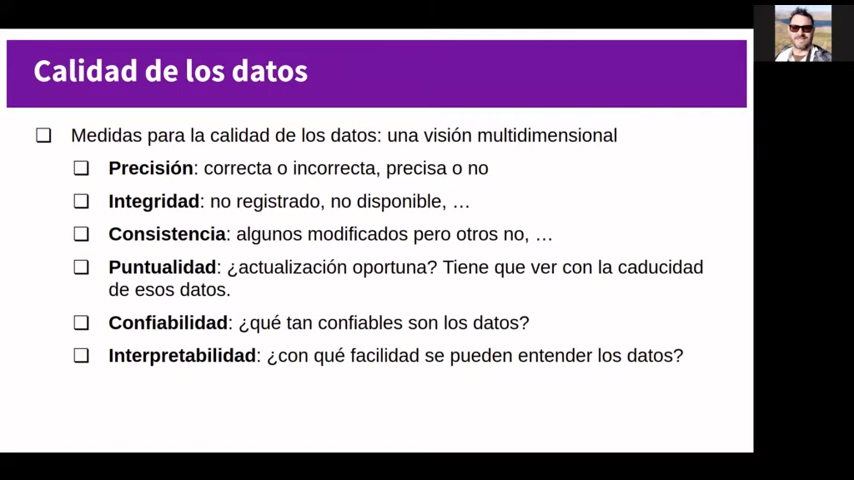 Calidad de los datos
❑ Medidas para la calidad de los datos: una visión multidimensional
❑ Precisión: correcta o incorrecta, precisa o no
❑ Integridad: no registrado, no disponible, …
❑ Consistencia: algunos modificados pero otros no, …
❑ Puntualidad: ¿actualización oportuna? Tiene que ver con la caducidad
de esos datos.
❑ Confiabilidad: ¿qué tan confiables son los datos?
❑ Interpretabilidad: ¿con qué facilidad se pueden entender los datos?